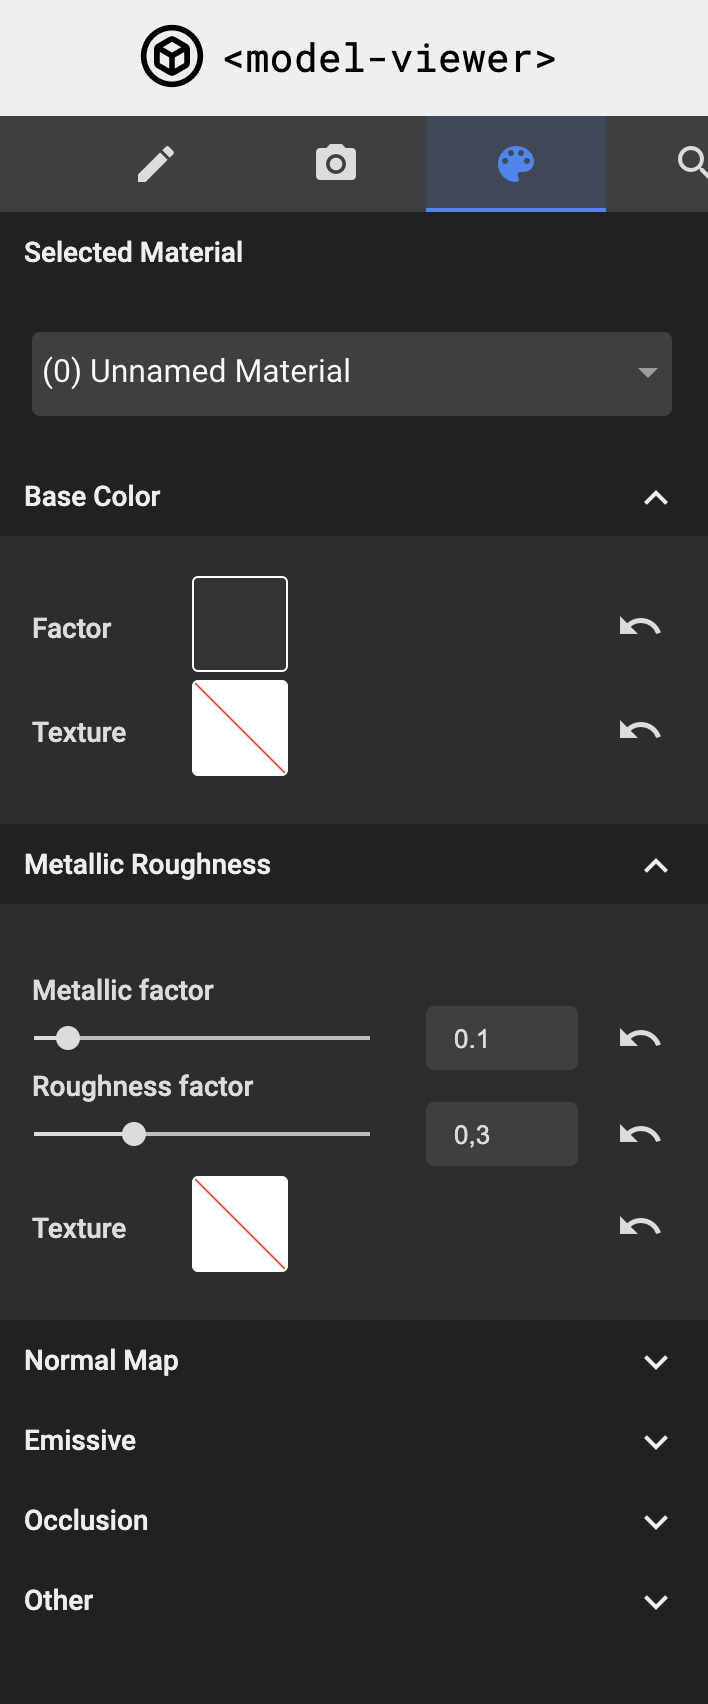 <model-viewer>
Selected Material
(0) Unnamed Material
Base Color
Factor
Texture
Metallic Roughness
Metallic factor
0.1
Roughness factor
0,3
Texture
Normal Map
Emissive
Occlusion
Other